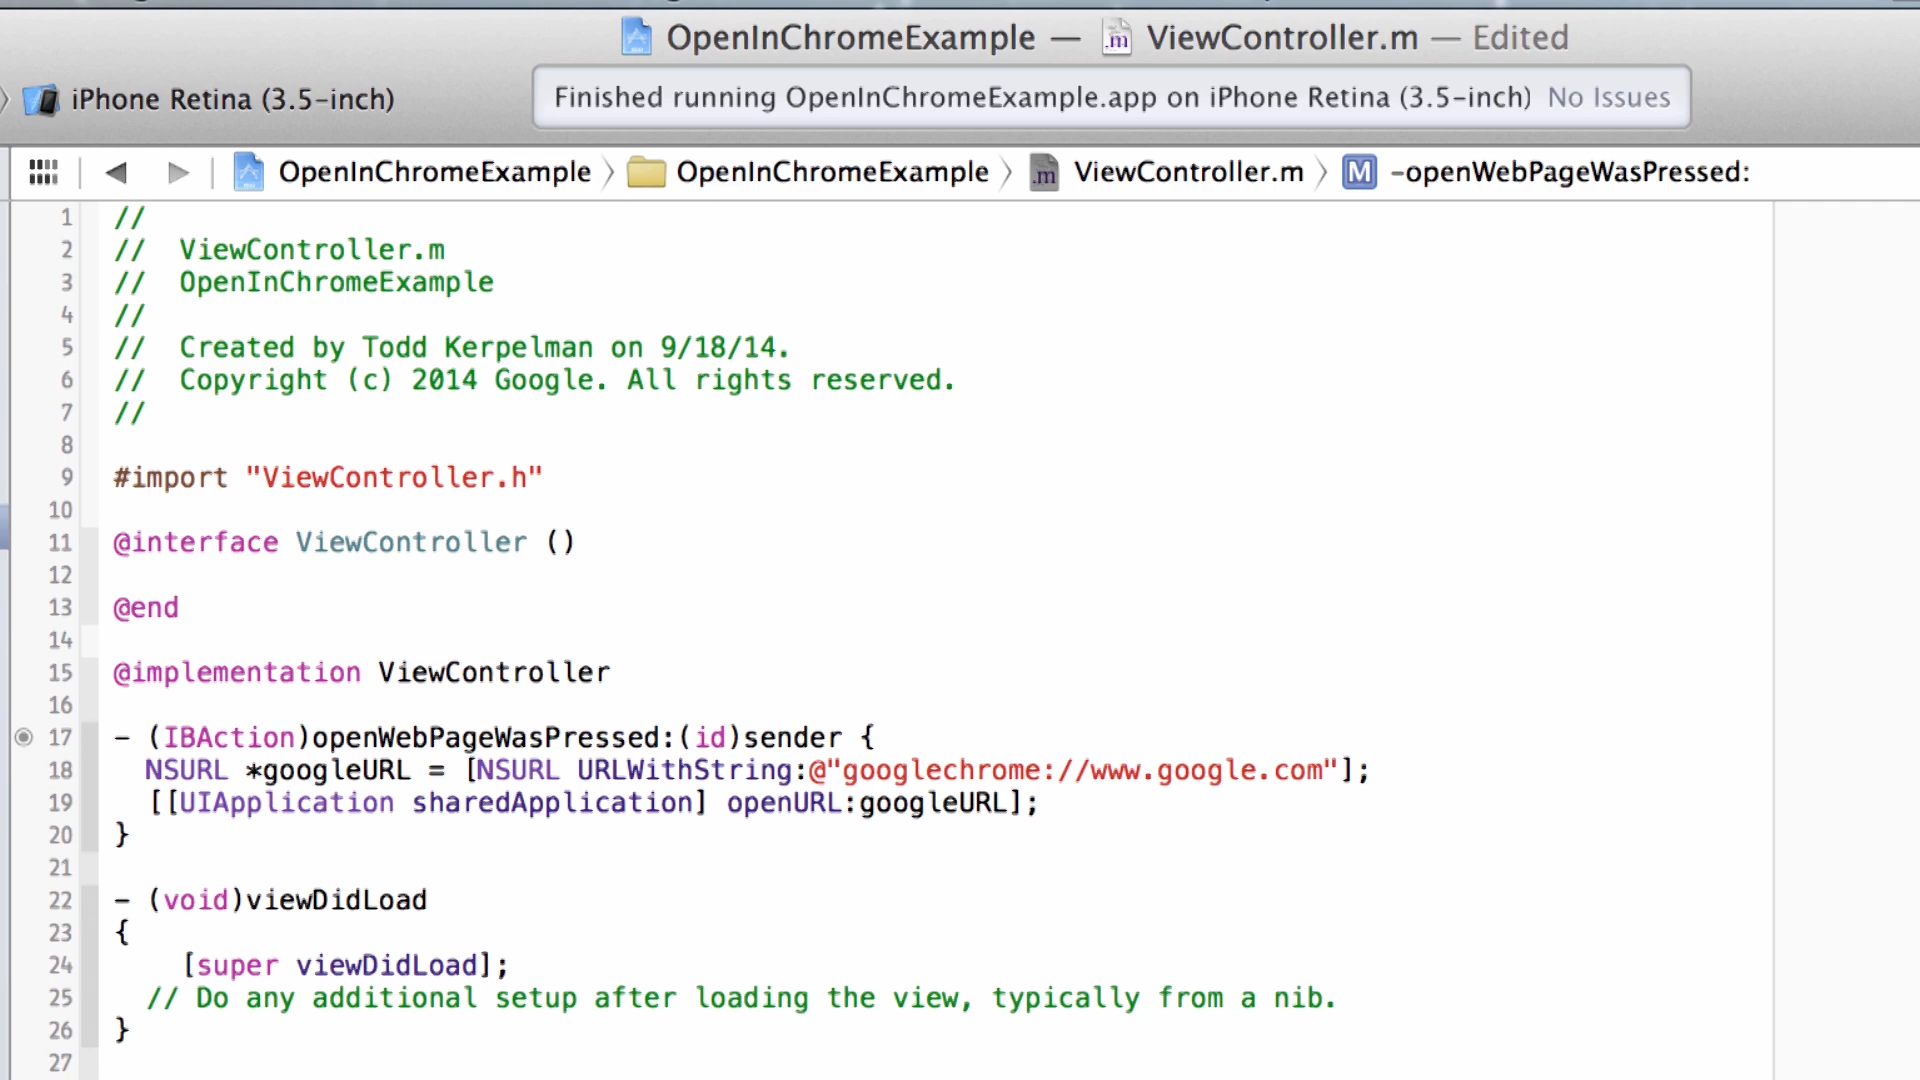 OpenInChromeExample — ViewController.m — Edited
iPhone Retina (3.5-inch)
Finished running OpenInChromeExample.app on iPhone Retina (3.5-inch) No Issues
OpenInChromeExample OpenInChromeExample ViewController.m M -openWebPageWasPressed:
1 //
2 // ViewController.m
3 // OpenInChromeExample
4 //
5 // Created by Todd Kerpelman on 9/18/14.
6 // Copyright (c) 2014 Google. All rights reserved.
7 //
8
9 #import "ViewController.h"
10
11 @interface ViewController ()
12
13 @end
14
15 @implementation ViewController
16
17 - (IBAction)openWebPageWasPressed:(id)sender {
18 NSURL *googleURL = [NSURL URLWithString:@"googlechrome://www.google.com"];
19 [[UIApplication sharedApplication] openURL:googleURL];
20 }
21
22 - (void)viewDidLoad
23 {
24 [super viewDidLoad];
25 // Do any additional setup after loading the view, typically from a nib.
26 }
27